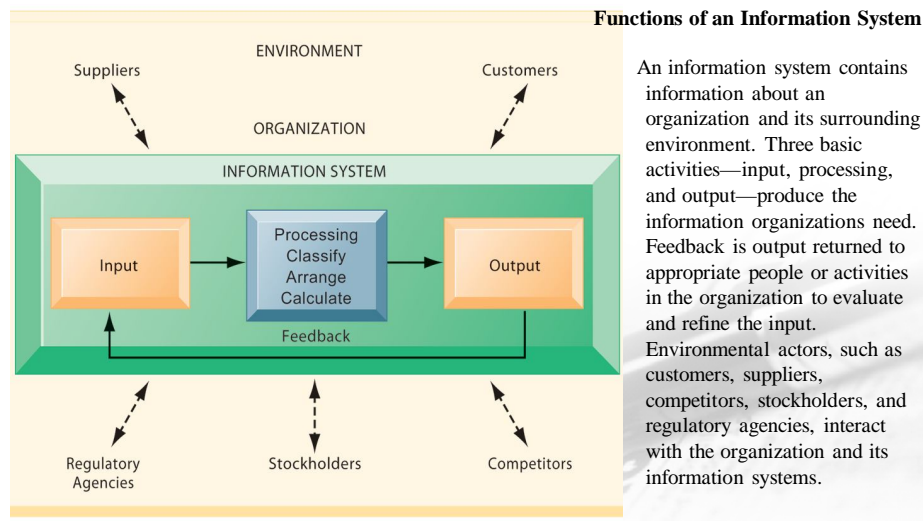 Functions of an Information System
ENVIRONMENT
Suppliers
Customers
ORGANIZATION
INFORMATION SYSTEM
Input
Processing
Classify
Arrange
Calculate
Output
Feedback
Regulatory
Agencies
Stockholders
Competitors
An information system contains
information about an
organization and its surrounding
environment. Three basic
activities—input, processing,
and output—produce the
information organizations need.
Feedback is output returned to
appropriate people or activities
in the organization to evaluate
and refine the input.
Environmental actors, such as
customers, suppliers,
competitors, stockholders, and
regulatory agencies, interact
with the organization and its
information systems.